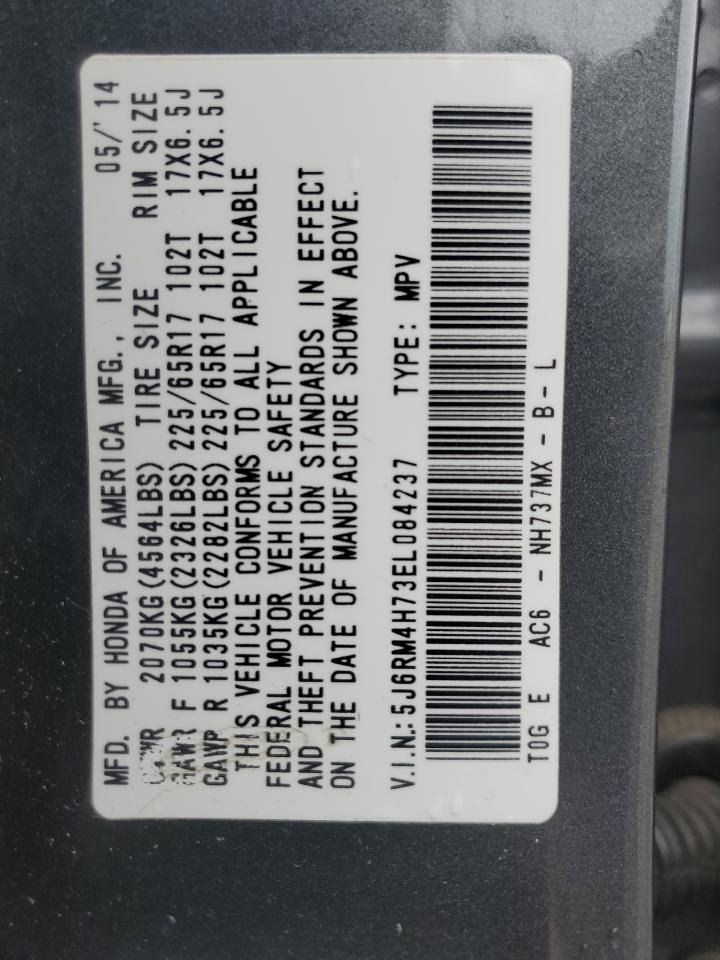 MFD. BY HONDA OF AMERICA MFG., INC. 05/'14
GVWR 2070KG(4564LBS) TIRE SIZE RIM SIZE
GAWR F 1055KG(2326LBS) 225/65R17 102T 17X6.5J
GAWR R 1035KG(2282LBS) 225/65R17 102T 17X6.5J
THIS VEHICLE CONFORMS TO ALL APPLICABLE
FEDERAL MOTOR VEHICLE SAFETY
AND THEFT PREVENTION STANDARDS IN EFFECT
ON THE DATE OF MANUFACTURE SHOWN ABOVE.
V.I.N.: 5J6RM4H73EL084237 TYPE: MPV
T0G E AC6 - NH737MX - B - L